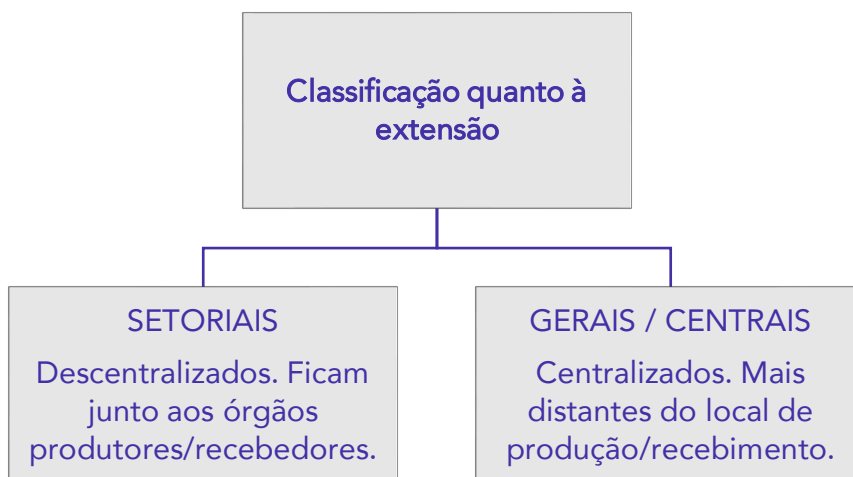 Classificação quanto à
extensão
SETORIAIS
Descentralizados. Ficam
junto aos órgãos
produtores/recebedores.
GERAIS / CENTRAIS
Centralizados. Mais
distantes do local de
produção/recebimento.